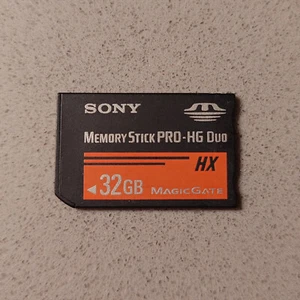 SONY
MEMORY STICK PRO-HG DUO
HX
32GB MAGICGATE